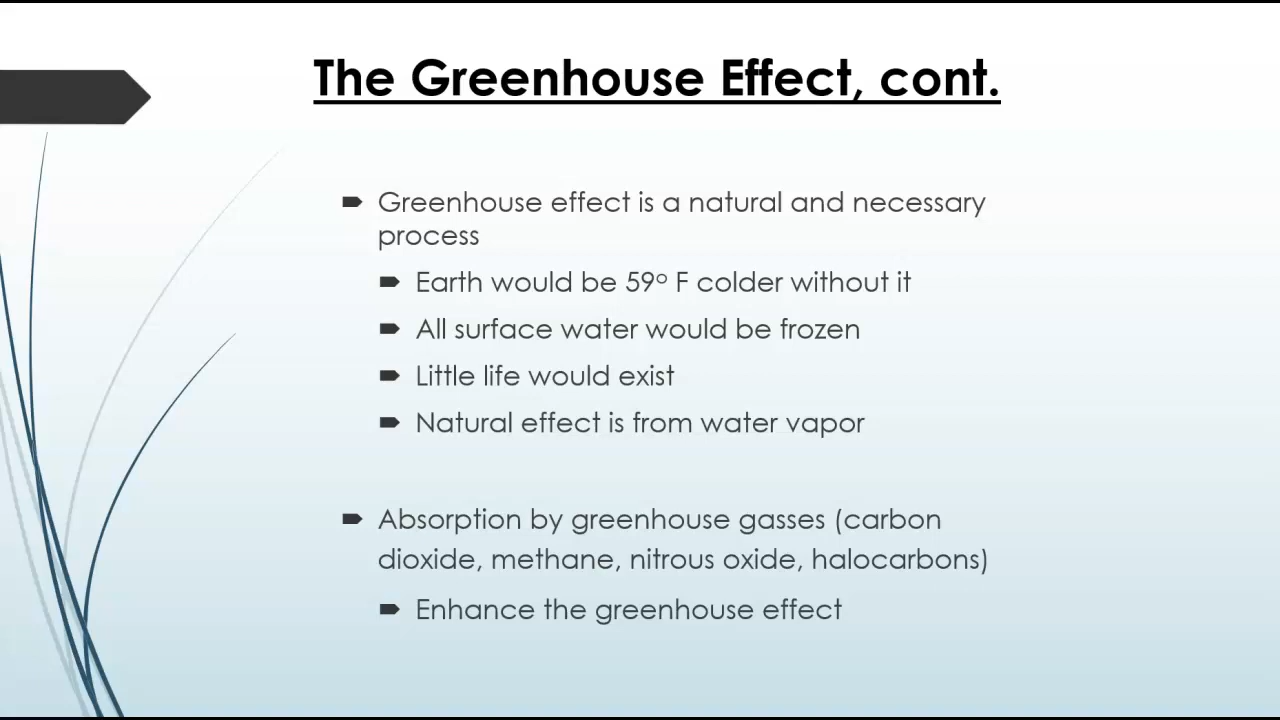 The Greenhouse Effect, cont.
Greenhouse effect is a natural and necessary
process
Earth would be 59º F colder without it
All surface water would be frozen
Little life would exist
Natural effect is from water vapor
Absorption by greenhouse gasses (carbon
dioxide, methane, nitrous oxide, halocarbons)
Enhance the greenhouse effect